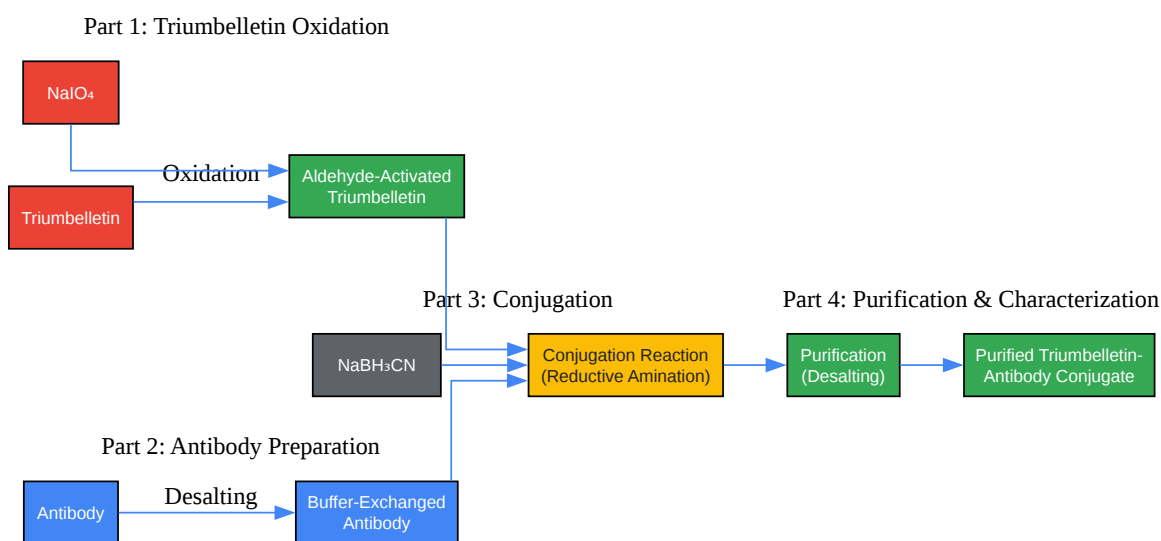 Part 1: Triumbelletin Oxidation
NaIO₄
Oxidation
Aldehyde-Activated
Triumbelletin
Triumbelletin
Part 3: Conjugation
Part 4: Purification & Characterization
NaBH₃CN
Conjugation Reaction
(Reductive Amination)
Purification
(Desalting)
Purified Triumbelletin-
Antibody Conjugate
Part 2: Antibody Preparation
Antibody
Desalting
Buffer-Exchanged
Antibody